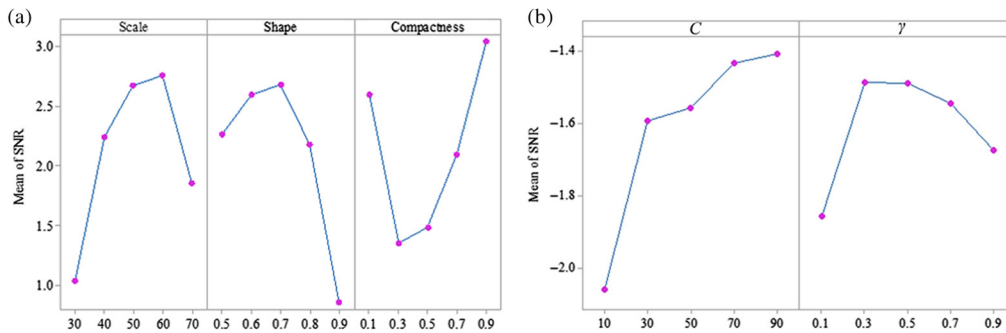 (a)
Scale Shape Compactness
Mean of SNR
3.0
2.5
2.0
1.5
1.0
30 40 50 60 70 0.5 0.6 0.7 0.8 0.9 0.1 0.3 0.5 0.7 0.9
(b)
C γ
Mean of SNR
−1.4
−1.6
−1.8
−2.0
10 30 50 70 90 0.1 0.3 0.5 0.7 0.9